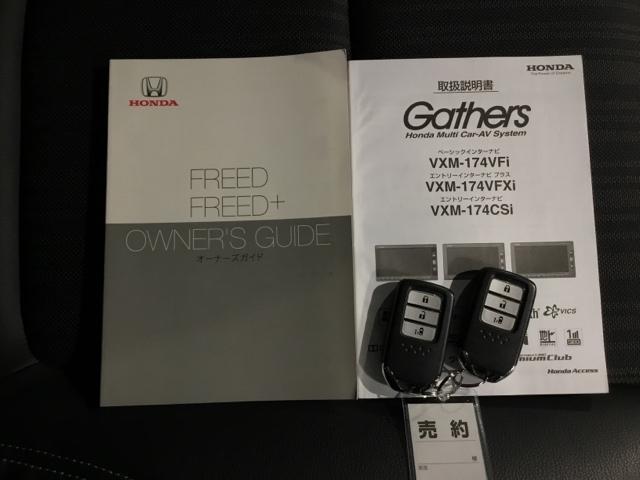 HONDA
FREED
FREED+
OWNER'S GUIDE
オーナーズガイド
HONDA
The Power of Dreams
取扱説明書
Gathers
Honda Multi Car-AV System
ベーシックインターナビ
VXM-174VFi
エントリーインターナビ プラス
VXM-174VFXi
エントリーインターナビ
VXM-174CSi
VICS
miumClub
Honda Access
売約
様